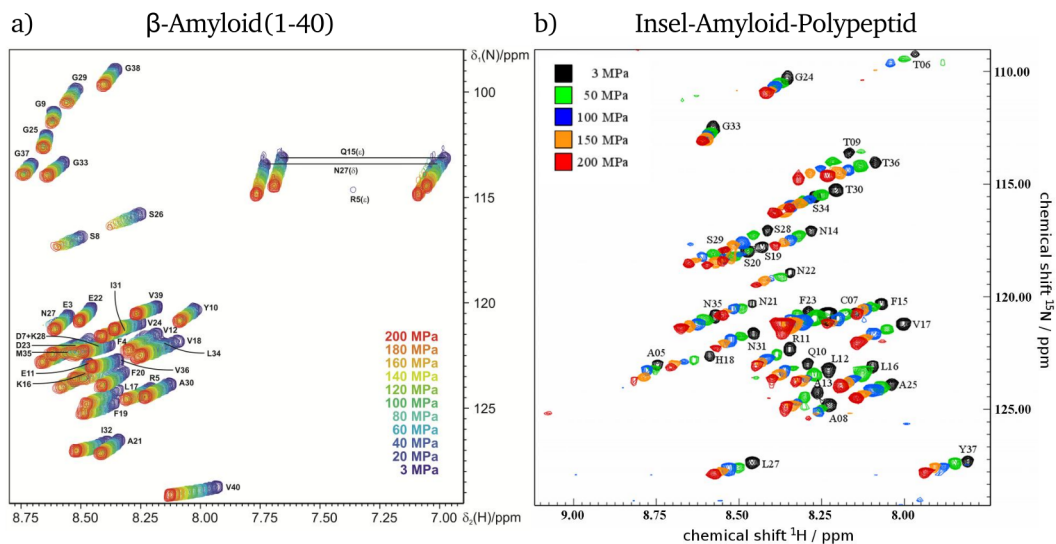 a) β-Amyloid(1-40)
δ₁(N)/ppm
G38
G29
G9
100
G25
G37
G33
Q15(ε)
N27(δ)
115
R5(ε)
S26
S8
I31
V39
E22
E3
N27
Y10
120
V24
V12
D7+K28
F4
V18
D23
L34
M35
V36
E11
F20
K16
L17
R5
A30
F19
125
I32
A21
V40
200 MPa
180 MPa
160 MPa
140 MPa
120 MPa
100 MPa
80 MPa
60 MPa
40 MPa
20 MPa
3 MPa
8.75
8.50
8.25
8.00
7.75
7.50
7.25
7.00
δ₂(H)/ppm
b) Insel-Amyloid-Polypeptid
3 MPa
50 MPa
100 MPa
150 MPa
200 MPa
T06
G24
110.00
G33
T09
T36
T30
115.00
S34
S28
N14
S29
S19
S20
N22
N35
N21
F23
C07
F15
120.00
V17
R11
N31
A05
H18
Q10
L12
L16
A13
A25
A08
125.00
L27
Y37
9.00
8.75
8.50
8.25
8.00
chemical shift ¹H / ppm
chemical shift ¹⁵N / ppm